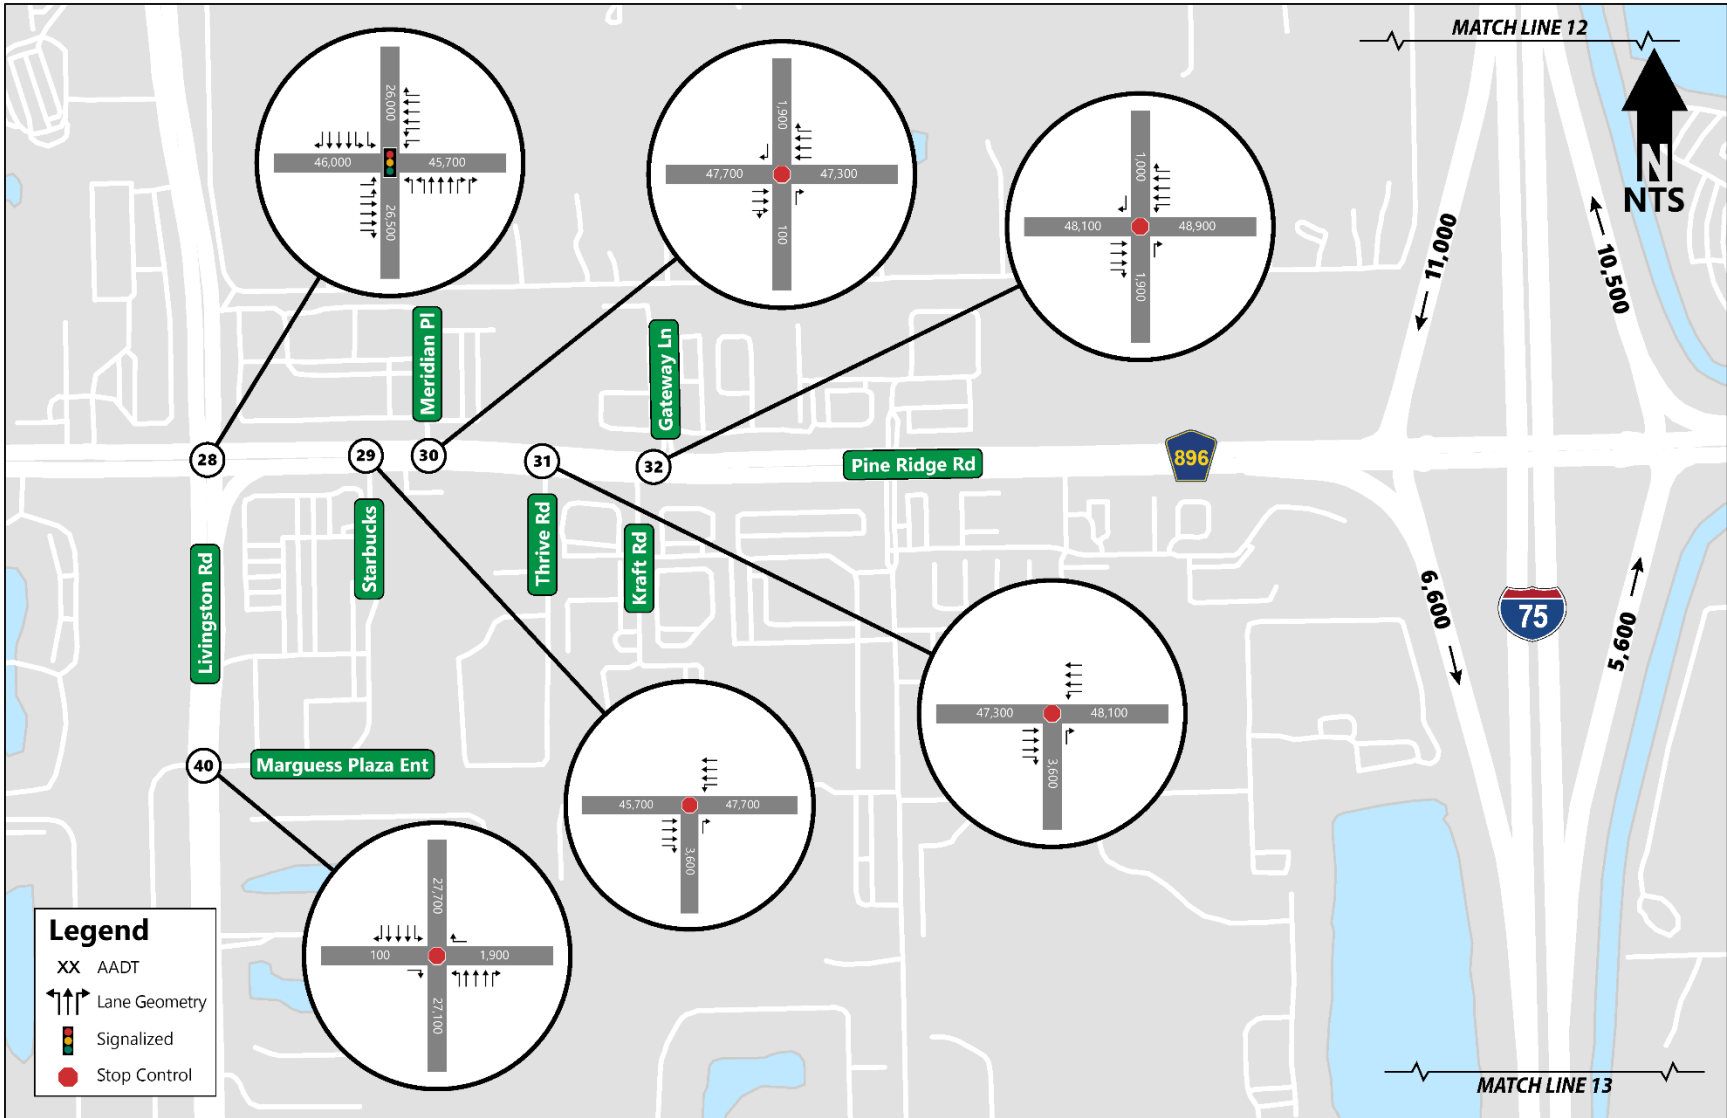 MATCH LINE 12
N
NTS
26,000
46,000
45,700
26,500
1,900
47,700
47,300
100
1,000
48,100
48,900
1,900
11,000
10,500
Meridian Pl
Gateway Ln
28
29
30
31
32
Pine Ridge Rd
896
Starbucks
Thrive Rd
Kraft Rd
Livingston Rd
6,600
75
5,600
47,300
48,100
3,600
40
Marguess Plaza Ent
45,700
47,700
3,600
27,700
100
1,900
27,100
Legend
XX AADT
Lane Geometry
Signalized
Stop Control
MATCH LINE 13